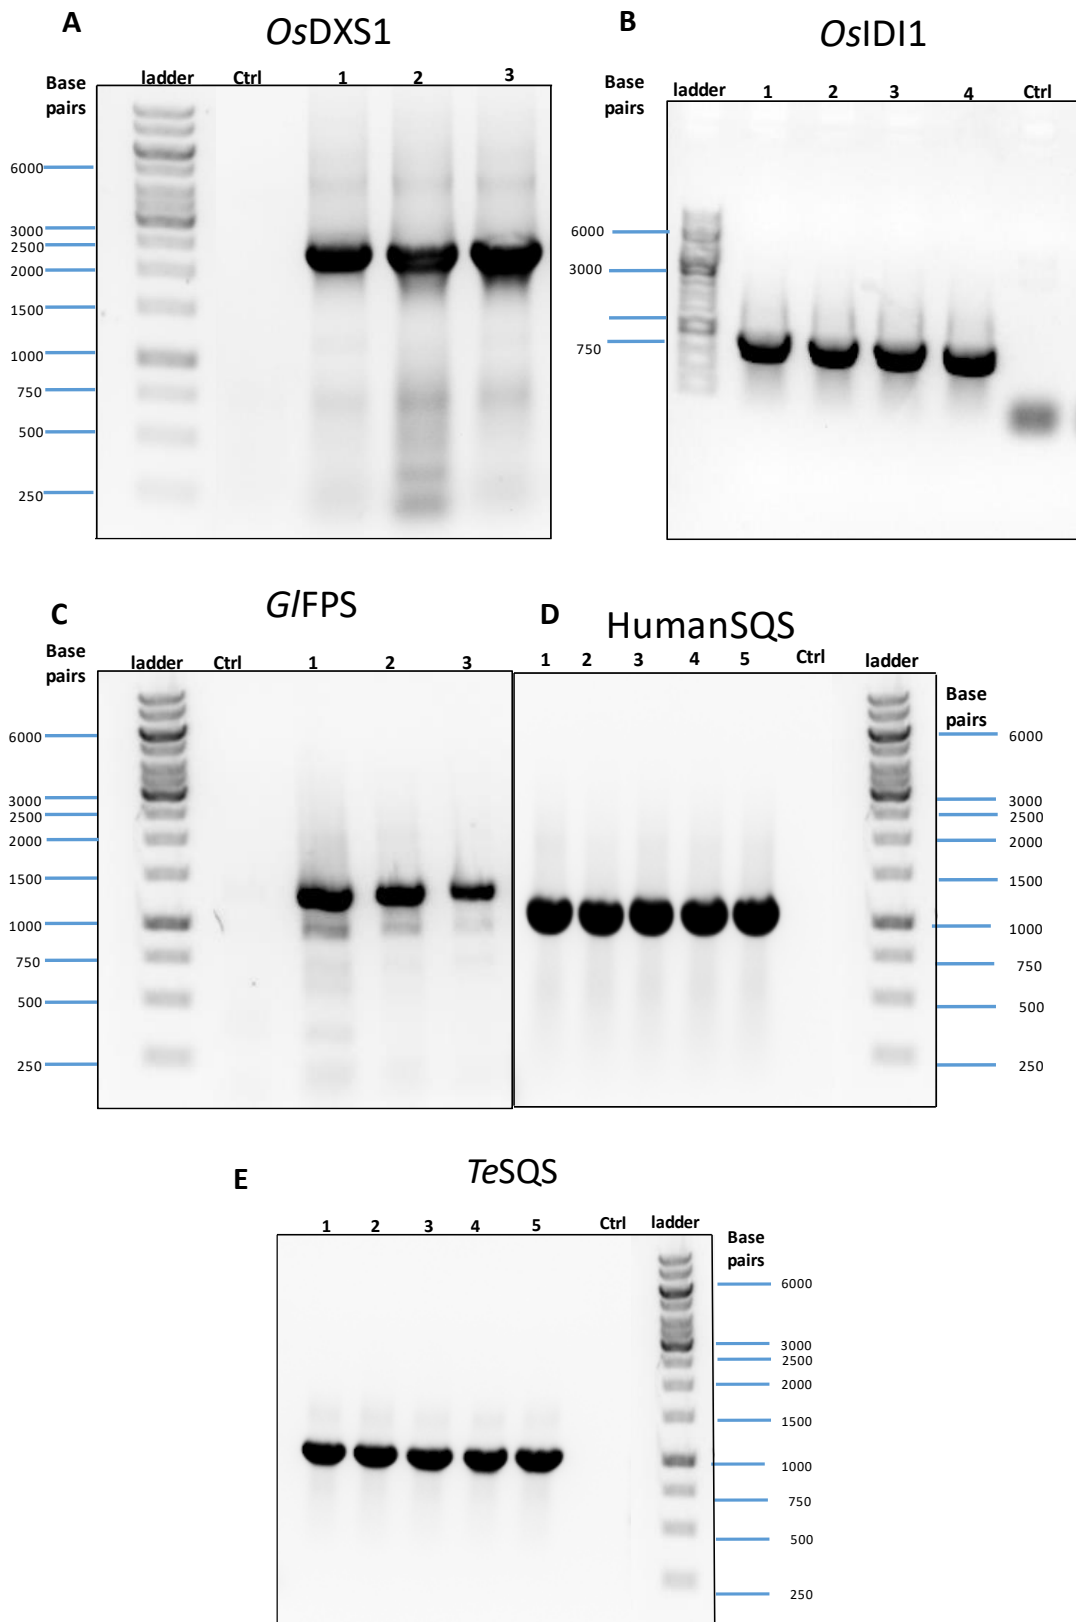 A
OsDXS1
Base
pairs
ladder Ctrl 1 2 3
6000
3000
2500
2000
1500
1000
750
500
250
B
OsIDI1
Base
pairs
ladder 1 2 3 4 Ctrl
6000
3000
750
C
GlFPS
Base
pairs
ladder Ctrl 1 2 3
6000
3000
2500
2000
1500
1000
750
500
250
D
HumanSQS
1 2 3 4 5 Ctrl ladder
Base
pairs
6000
3000
2500
2000
1500
1000
750
500
250
E
TeSQS
1 2 3 4 5 Ctrl ladder
Base
pairs
6000
3000
2500
2000
1500
1000
750
500
250